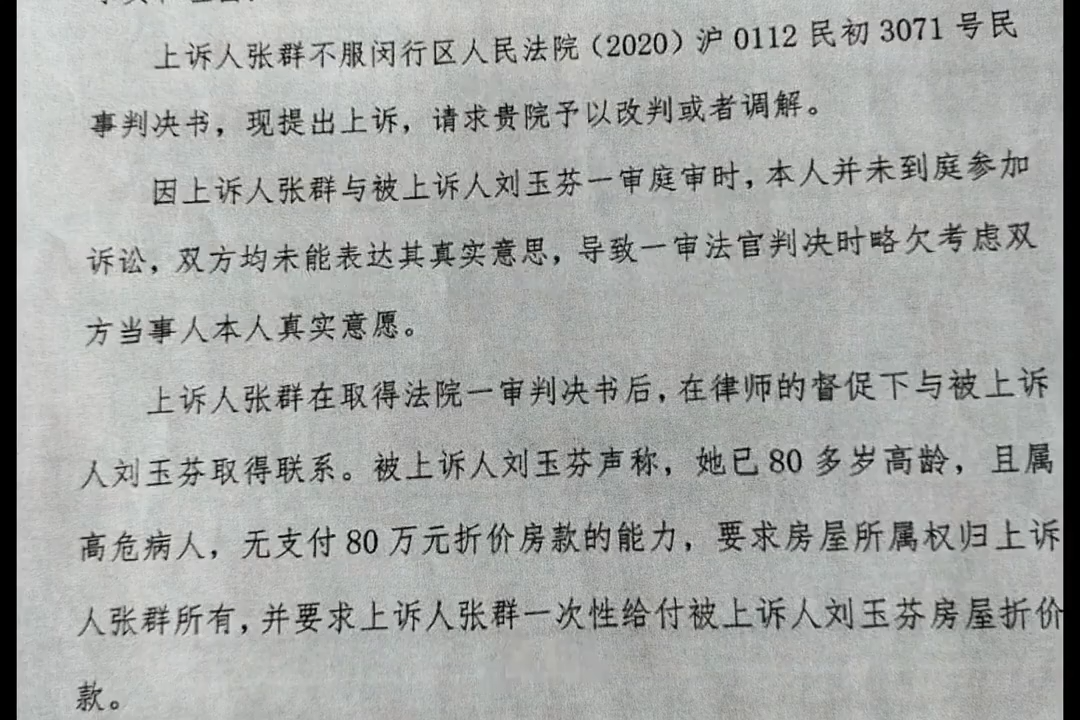 上诉人张群不服闵行区人民法院（2020）沪 0112 民初 3071 号民
事判决书，现提出上诉，请求贵院予以改判或者调解。
因上诉人张群与被上诉人刘玉芬一审庭审时，本人并未到庭参加
诉讼，双方均未能表达其真实意思，导致一审法官判决时略欠考虑双
方当事人本人真实意愿。
上诉人张群在取得法院一审判决书后，在律师的督促下与被上诉
人刘玉芬取得联系。被上诉人刘玉芬声称，她已 80 多岁高龄，且属
高危病人，无支付 80 万元折价房款的能力，要求房屋所属权归上诉
人张群所有，并要求上诉人张群一次性给付被上诉人刘玉芬房屋折价
款。